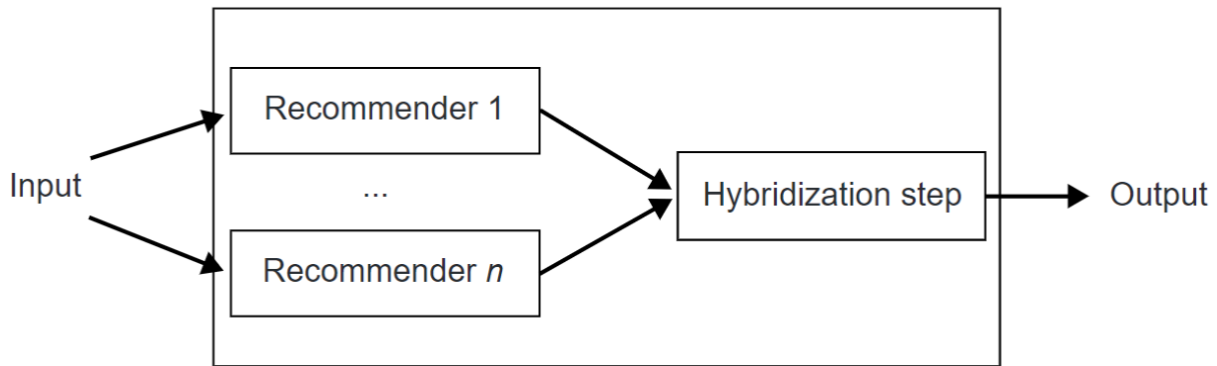 Input
Recommender 1
...
Recommender n
Hybridization step
Output